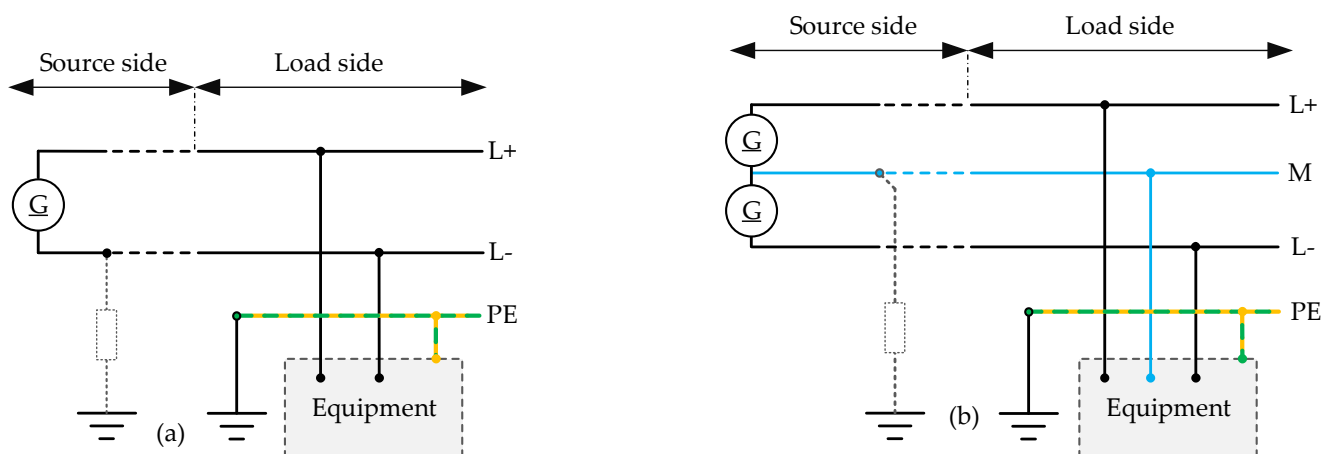 Source side
Load side
L+
G
L-
PE
Equipment
(a)
Source side
Load side
L+
G
M
G
L-
PE
Equipment
(b)